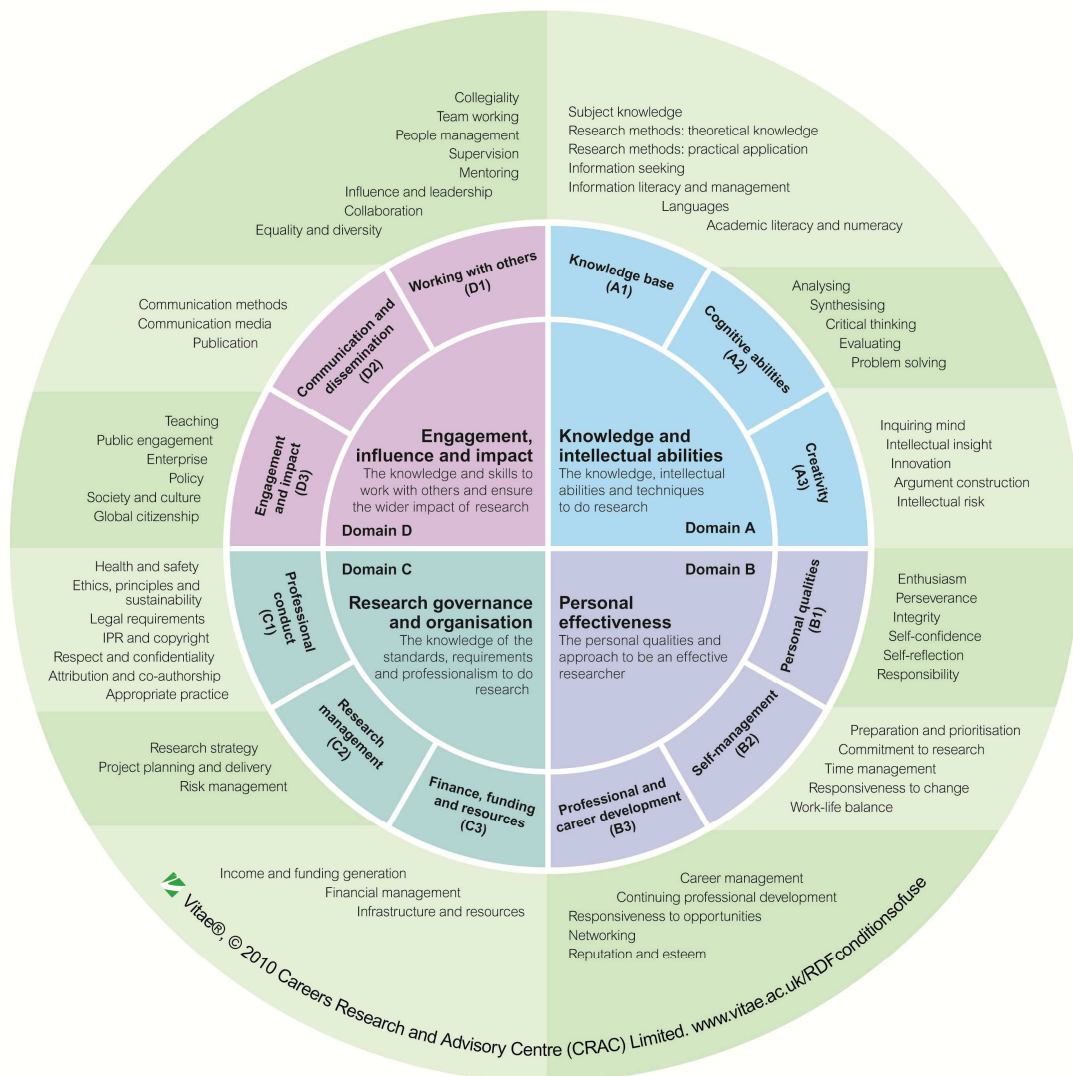 Collegiality
Team working
People management
Supervision
Mentoring
Influence and leadership
Collaboration
Equality and diversity
Subject knowledge
Research methods: theoretical knowledge
Research methods: practical application
Information seeking
Information literacy and management
Languages
Academic literacy and numeracy
Working with others
(D1)
Knowledge base
(A1)
Communication methods
Communication media
Publication
Communication and
dissemination
(D2)
Cognitive abilities
(A2)
Analysing
Synthesising
Critical thinking
Evaluating
Problem solving
Teaching
Public engagement
Enterprise
Policy
Society and culture
Global citizenship
Engagement
and impact
(D3)
Engagement,
influence and impact
The knowledge and skills to
work with others and ensure
the wider impact of research
Domain D
Knowledge and
intellectual abilities
The knowledge, intellectual
abilities and techniques
to do research
Domain A
Creativity
(A3)
Inquiring mind
Intellectual insight
Innovation
Argument construction
Intellectual risk
Health and safety
Ethics, principles and
sustainability
Legal requirements
IPR and copyright
Respect and confidentiality
Attribution and co-authorship
Appropriate practice
Professional
conduct
(C1)
Domain C
Research governance
and organisation
The knowledge of the
standards, requirements
and professionalism to do
research
Domain B
Personal
effectiveness
The personal qualities and
approach to be an effective
researcher
Personal qualities
(B1)
Enthusiasm
Perseverance
Integrity
Self-confidence
Self-reflection
Responsibility
Research strategy
Project planning and delivery
Risk management
Research
management
(C2)
Self-management
(B2)
Preparation and prioritisation
Commitment to research
Time management
Responsiveness to change
Work-life balance
Finance, funding
and resources
(C3)
Professional and
career development
(B3)
Income and funding generation
Financial management
Infrastructure and resources
Career management
Continuing professional development
Responsiveness to opportunities
Networking
Reputation and esteem
Vitae®, © 2010 Careers Research and Advisory Centre (CRAC) Limited. www.vitae.ac.uk/RDFconditionsofuse